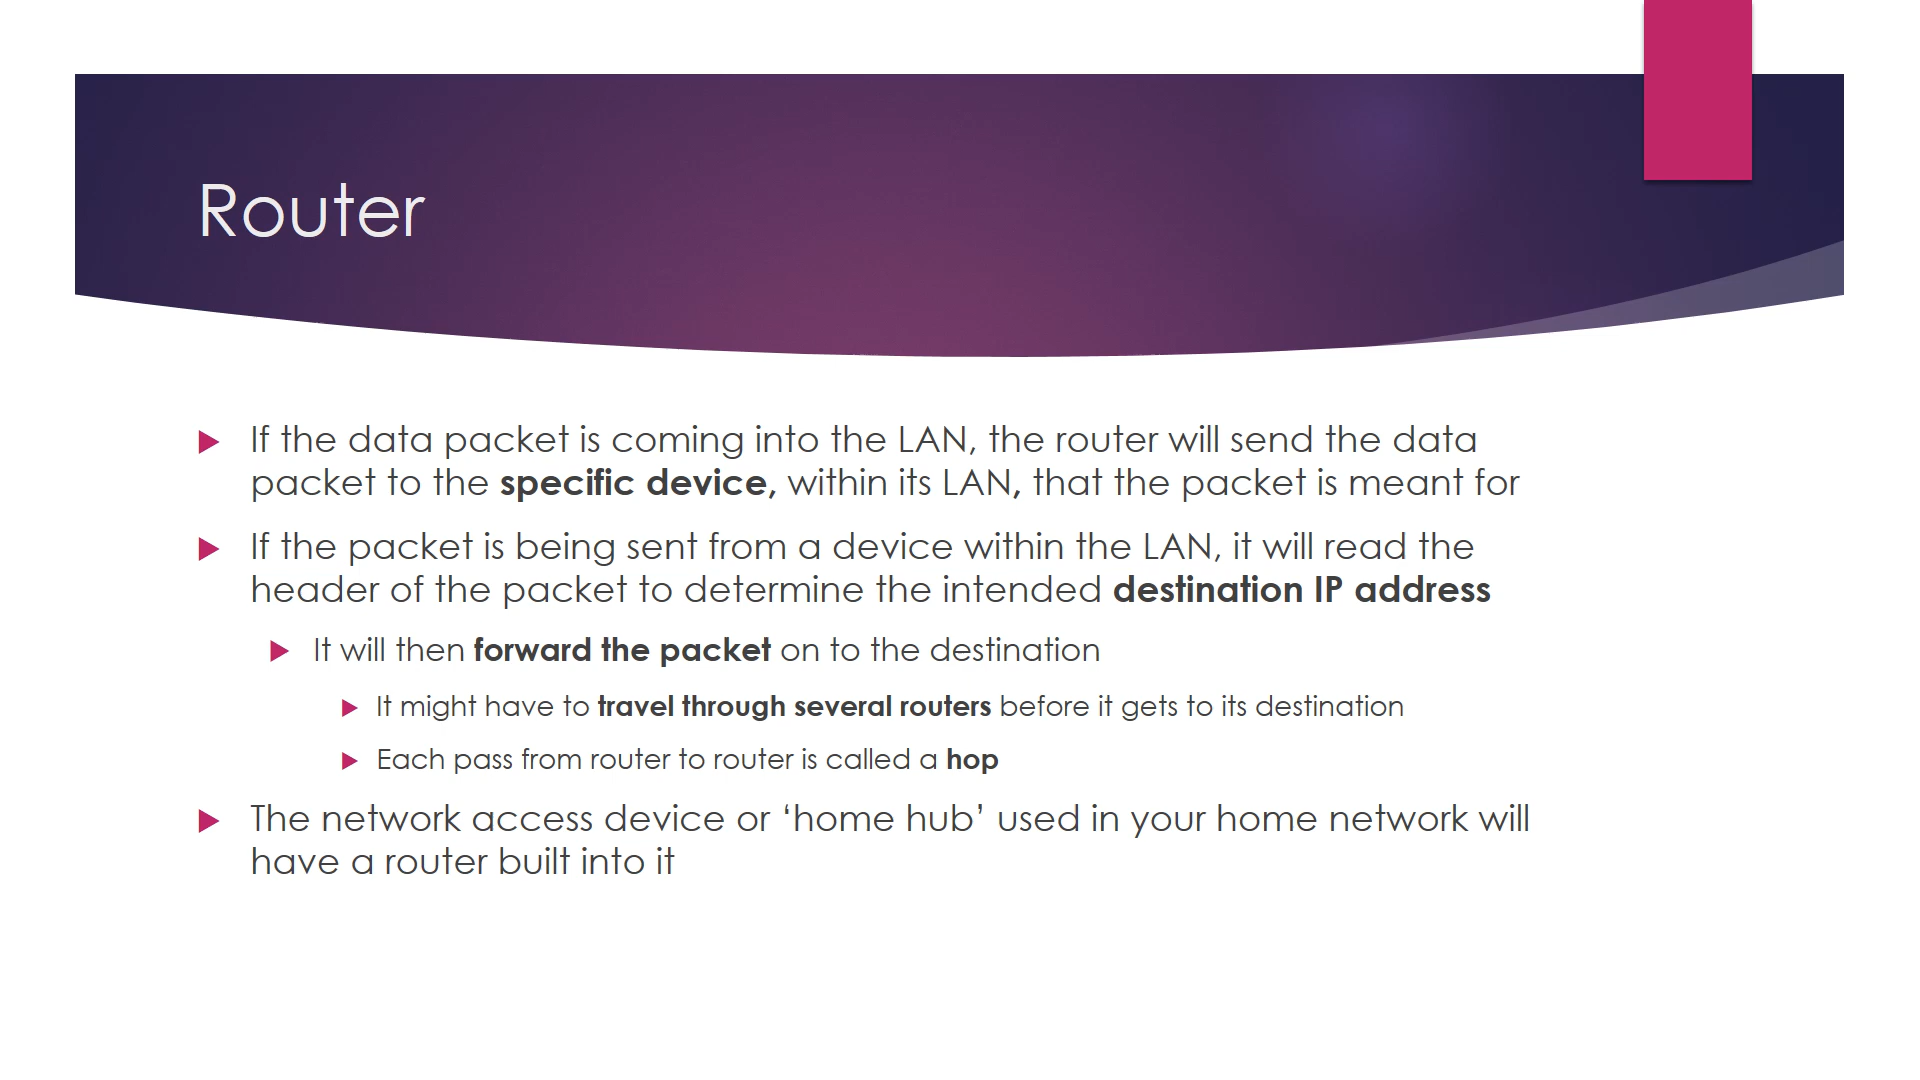 Router
If the data packet is coming into the LAN, the router will send the data
packet to the specific device, within its LAN, that the packet is meant for
If the packet is being sent from a device within the LAN, it will read the
header of the packet to determine the intended destination IP address
It will then forward the packet on to the destination
It might have to travel through several routers before it gets to its destination
Each pass from router to router is called a hop
The network access device or ‘home hub’ used in your home network will
have a router built into it